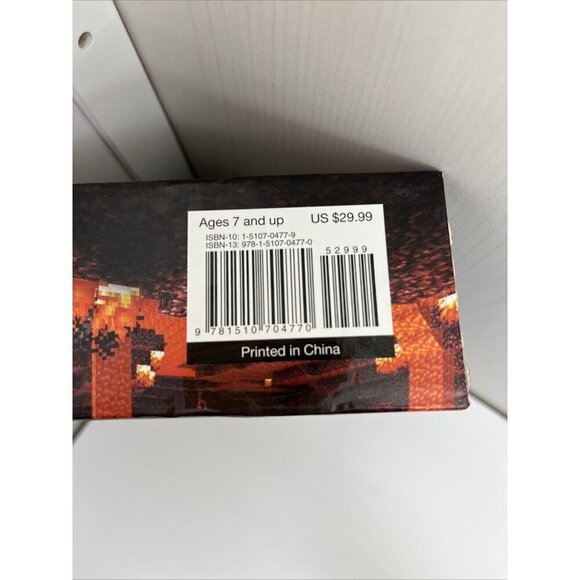 Ages 7 and up US $29.99
ISBN-10: 1-5107-0477-9
ISBN-13: 978-1-5107-0477-0
52999
9 781510 704770
Printed in China